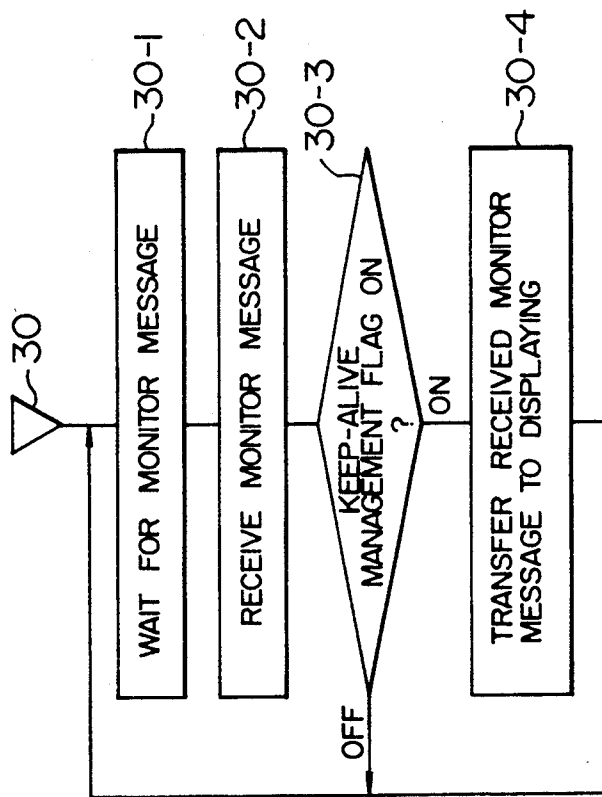 30
WAIT FOR MONITOR MESSAGE
30-1
RECEIVE MONITOR MESSAGE
30-2
30-3
KEEP-ALIVE
MANAGEMENT FLAG ON
?
OFF
ON
TRANSFER RECEIVED MONITOR
MESSAGE TO DISPLAYING
30-4